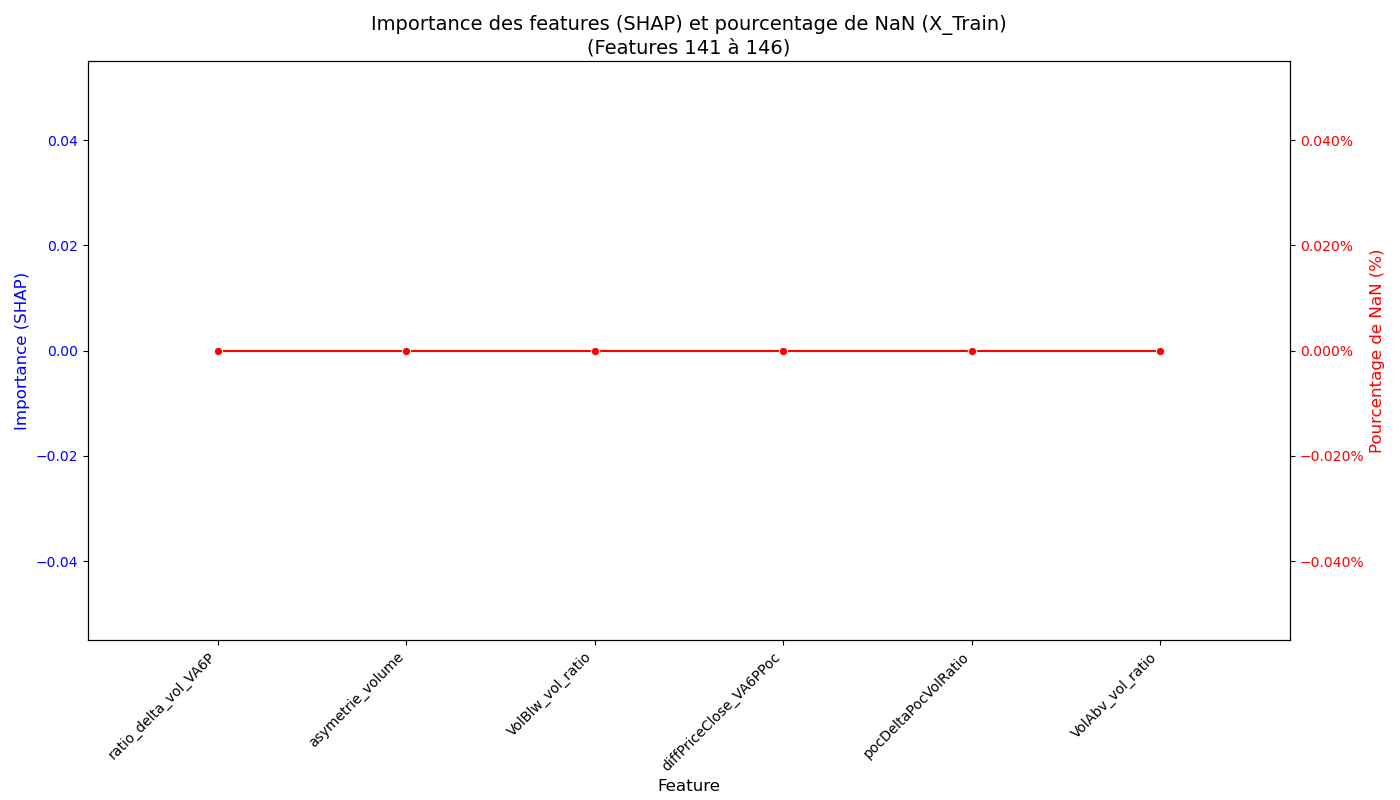 Importance des features (SHAP) et pourcentage de NaN (X_Train)
(Features 141 à 146)
Importance (SHAP)
0.04
0.02
0.00
−0.02
−0.04
0.040%
0.020%
0.000%
−0.020%
−0.040%
Pourcentage de NaN (%)
ratio_delta_vol_VA6P
asymetrie_volume
VolBlw_vol_ratio
diffPriceClose_VA6PPoc
pocDeltaPocVolRatio
VolAbv_vol_ratio
Feature